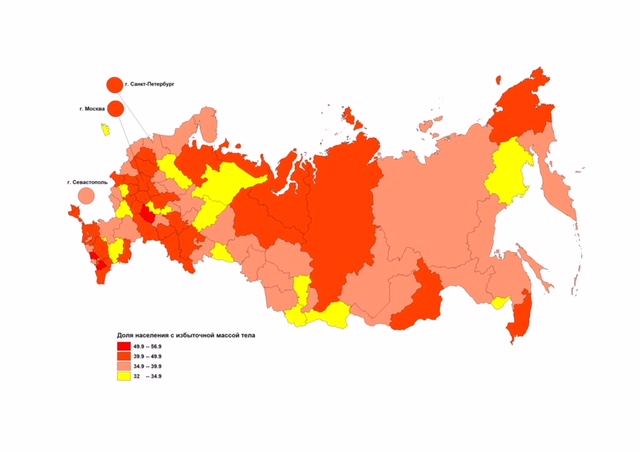 г. Санкт-Петербург
г. Москва
г. Севастополь
Доля населения с избыточной массой тела
49.9 -- 56.9
39.9 -- 49.9
34.9 -- 39.9
32 -- 34.9